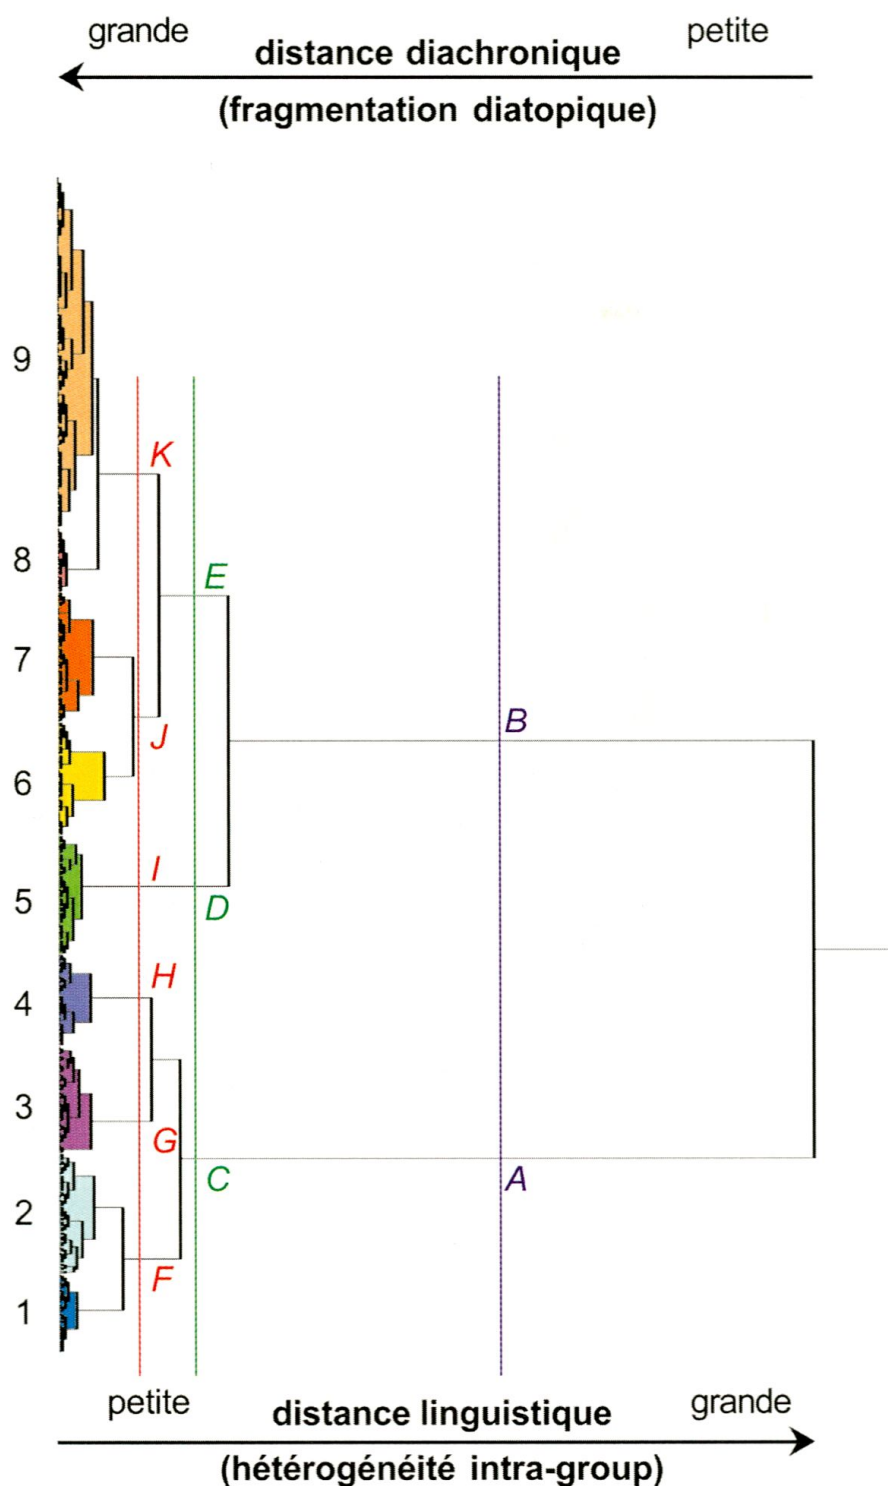 grande petite
distance diachronique
(fragmentation diatopique)
9
K
8
E
7
B
J
6
I
5
D
H
4
3
G
C A
2
F
1
petite grande
distance linguistique
(hétérogénéité intra-group)